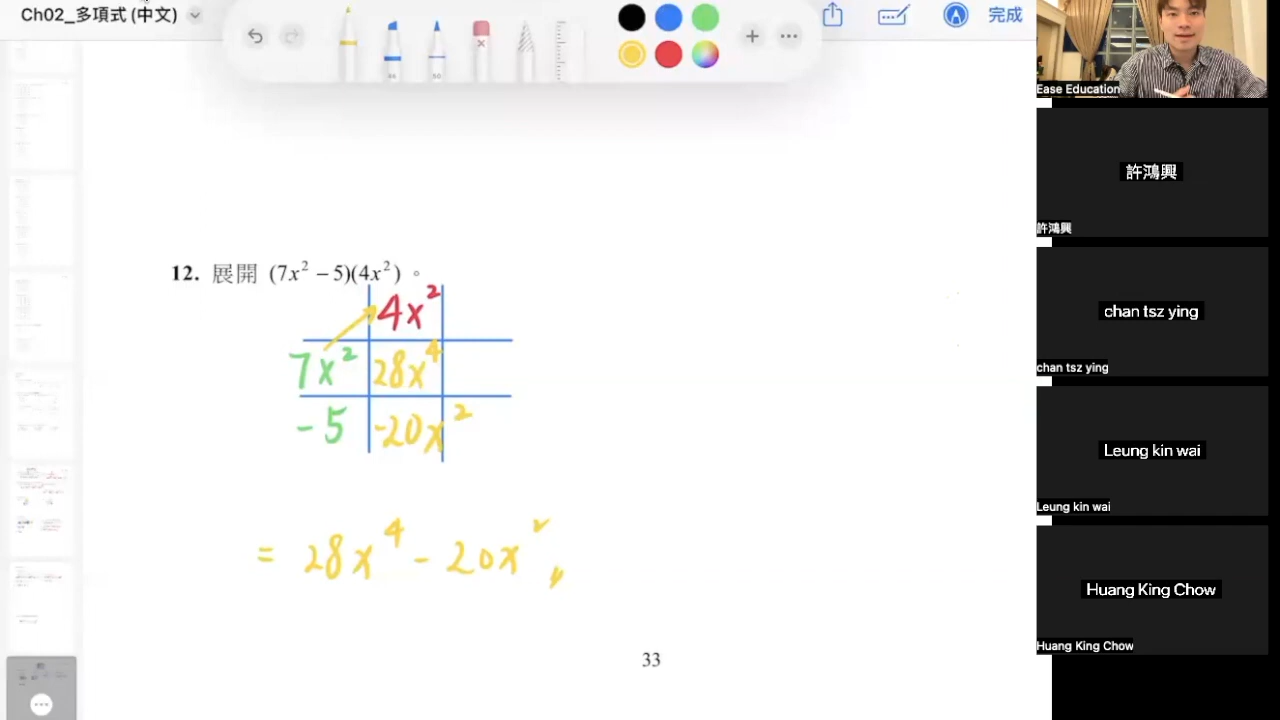 Ch02_多項式 (中文)
完成
12. 展開 (7x² − 5)(4x²)。
4x²
7x² 28x⁴
-5 -20x²
= 28x⁴ - 20x²
33
Ease Education
許鴻興
許鴻興
chan tsz ying
chan tsz ying
Leung kin wai
Leung kin wai
Huang King Chow
Huang King Chow